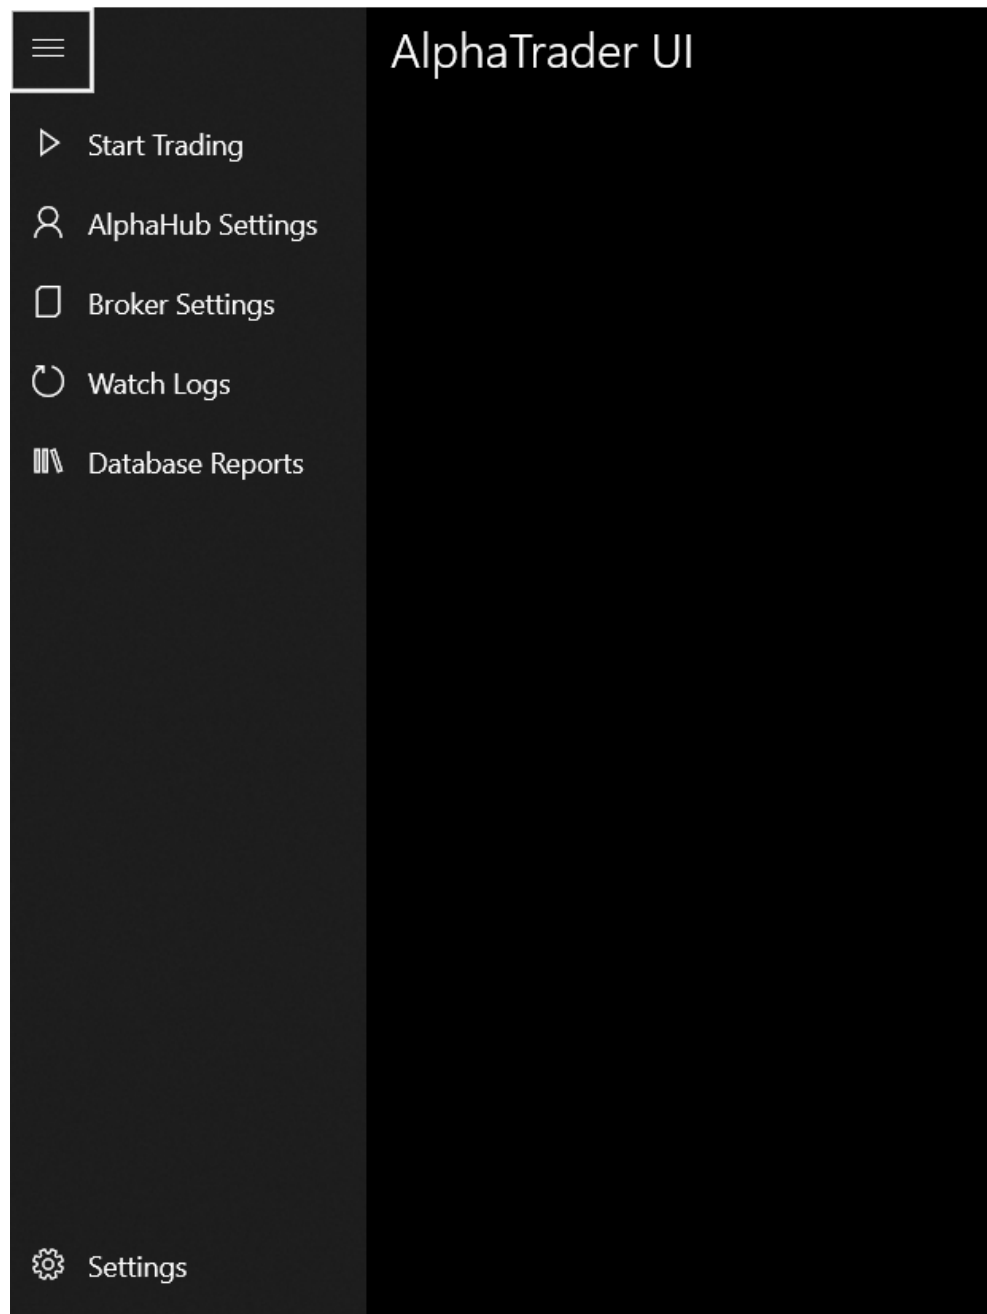 AlphaTrader UI
Start Trading
AlphaHub Settings
Broker Settings
Watch Logs
Database Reports
Settings